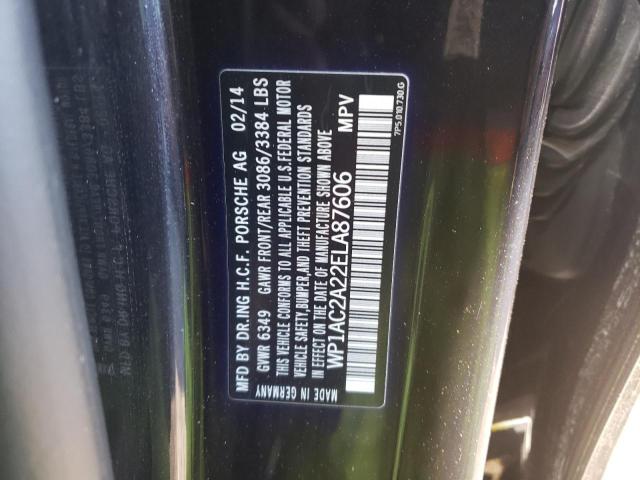 MFD BY DR.ING H.C.F. PORSCHE AG 02/14
GVWR 6349 GAWR FRONT/REAR 3086/3384 LBS
THIS VEHICLE CONFORMS TO ALL APPLICABLE U.S.FEDERAL MOTOR
VEHICLE SAFETY,BUMPER,AND THEFT PREVENTION STANDARDS
IN EFFECT ON THE DATE OF MANUFACTURE SHOWN ABOVE
WP1AC2A22ELA87606 MPV
MADE IN GERMANY 7P5.010.730.G